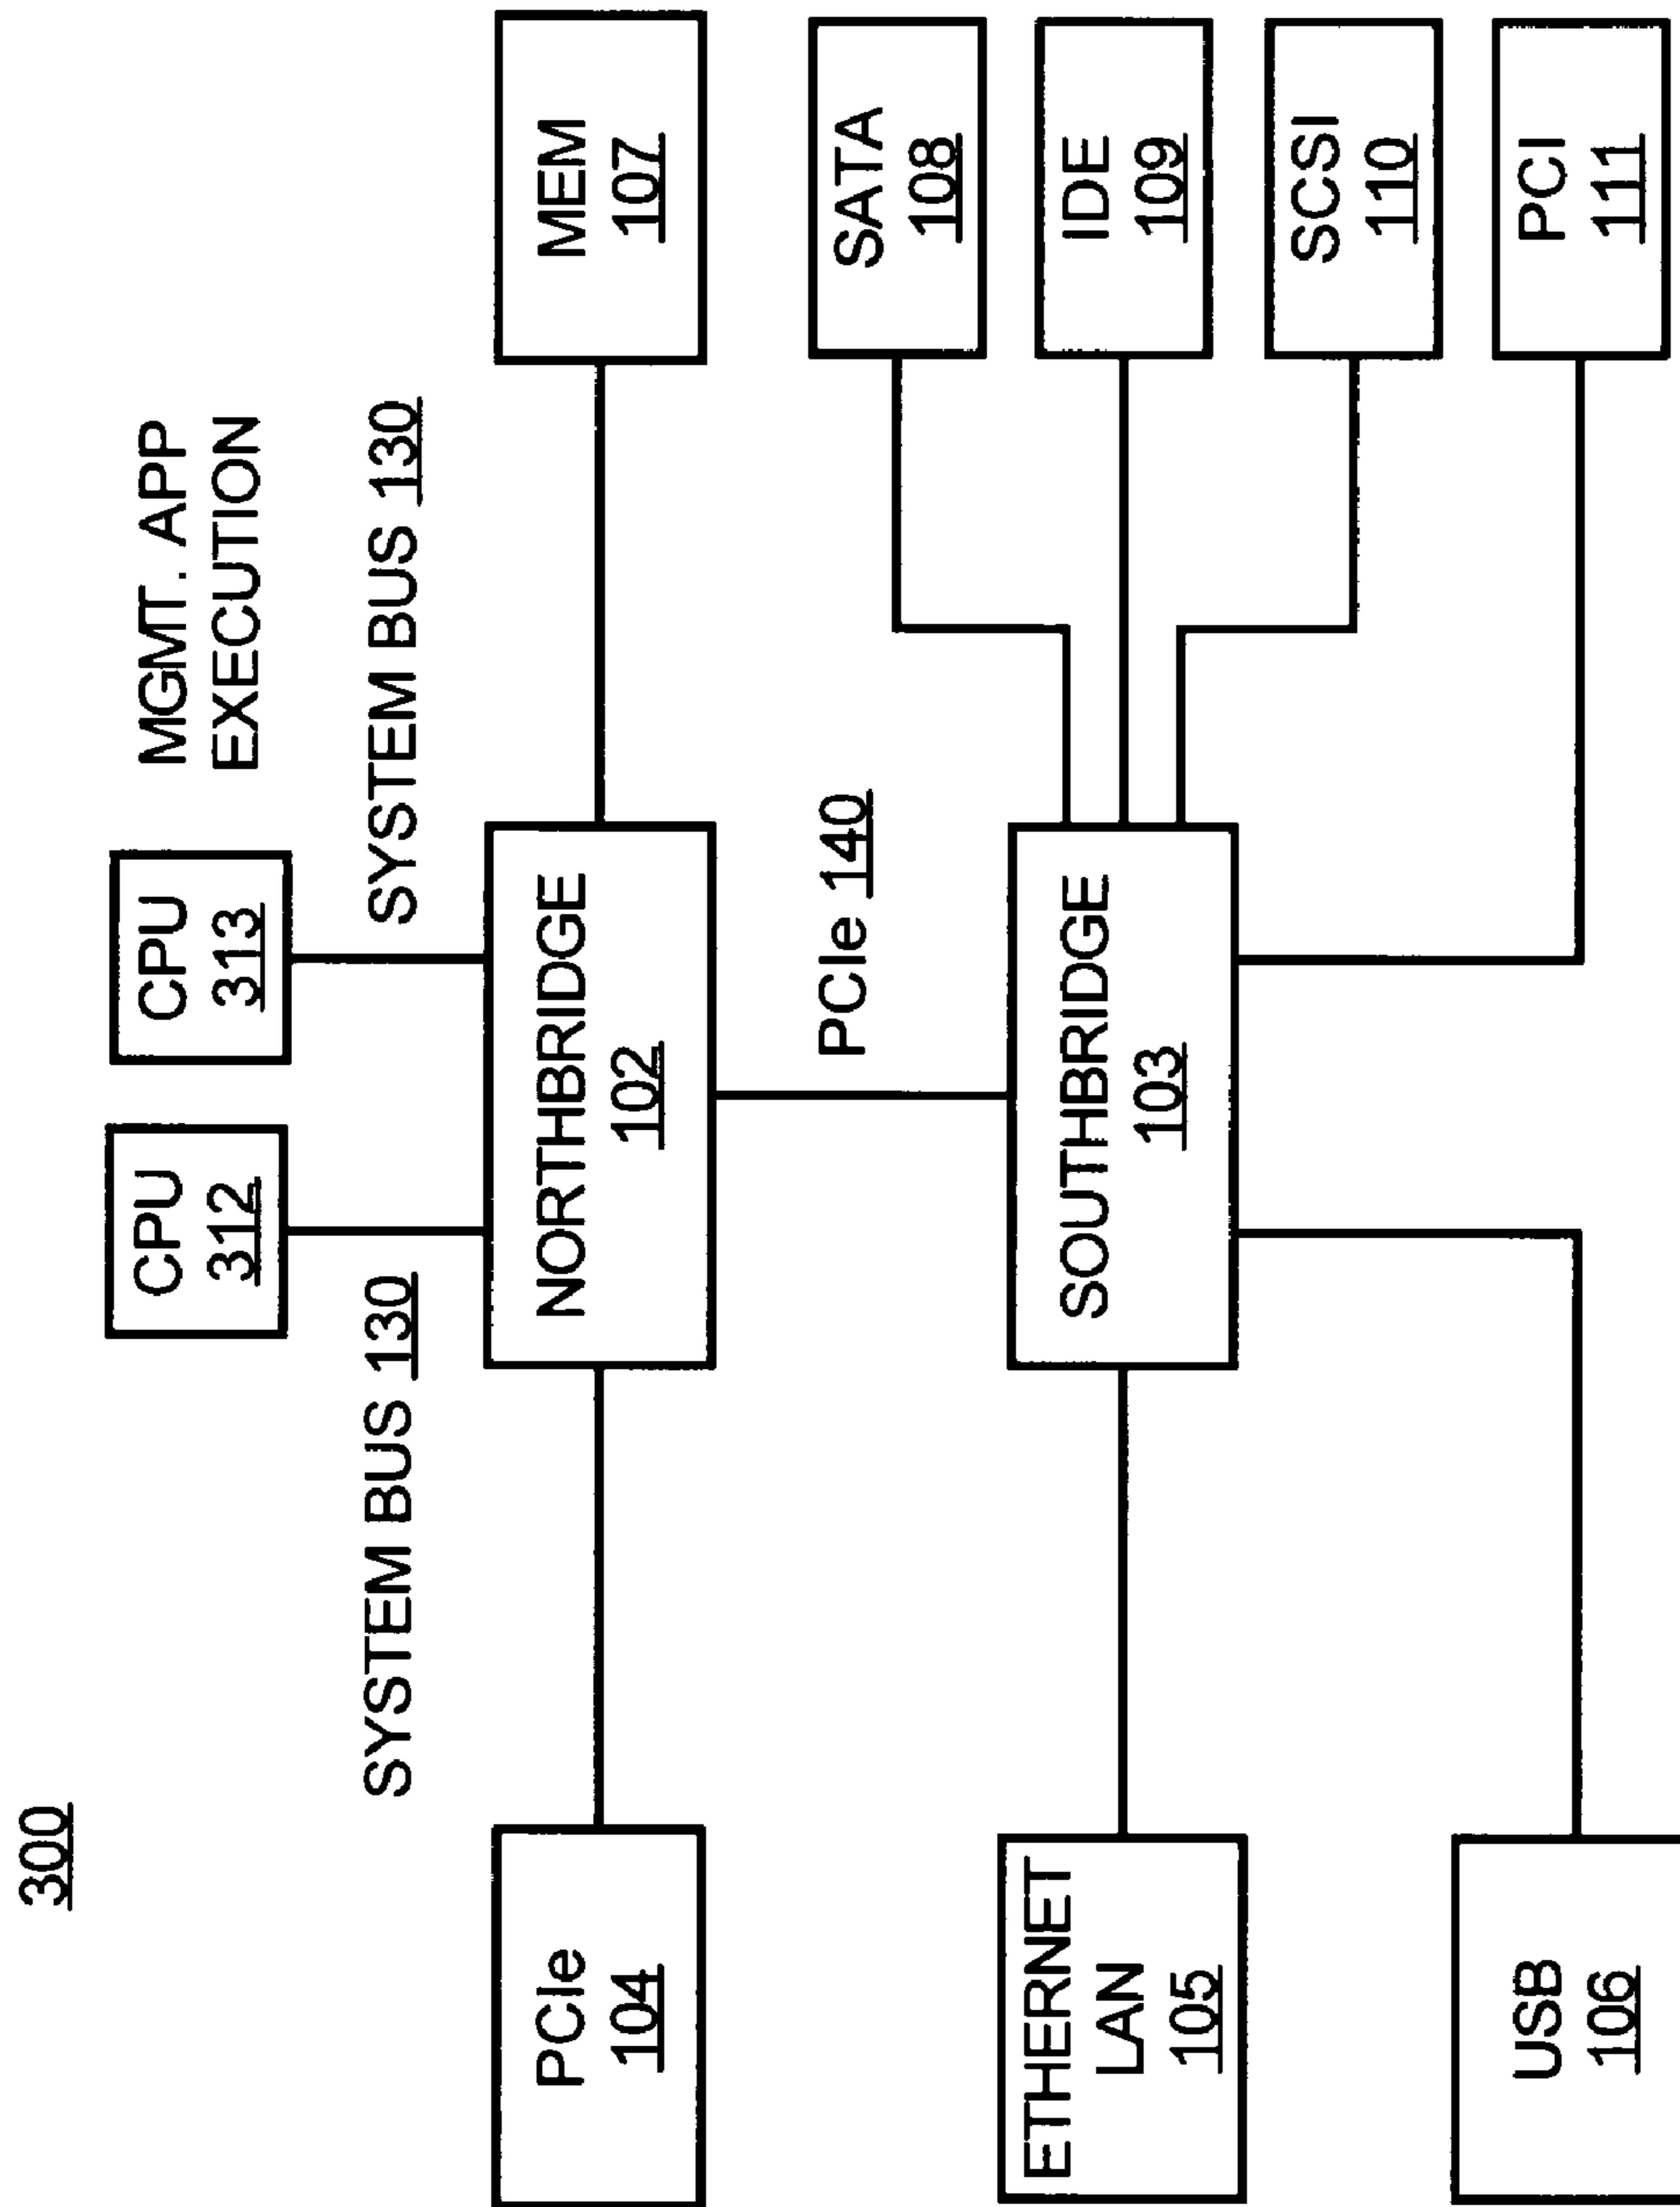 300
CPU
312
CPU
313
MGMT. APP
EXECUTION
SYSTEM BUS 130
SYSTEM BUS 130
PCIe
104
NORTHBRIDGE
102
MEM
107
PCIe 140
SATA
108
ETHERNET
LAN
105
SOUTHBRIDGE
103
IDE
109
SCSI
110
USB
106
PCI
111